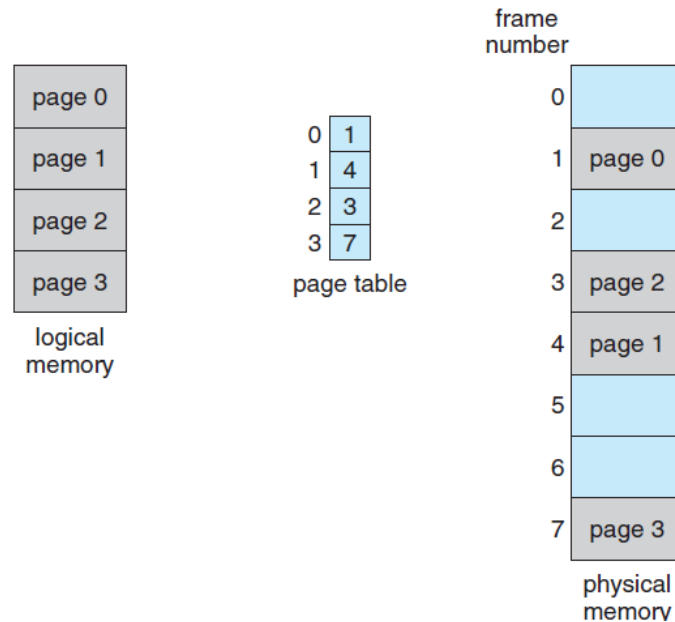 page 0
page 1
page 2
page 3
logical
memory
0 1
1 4
2 3
3 7
page table
frame
number
0
1 page 0
2
3 page 2
4 page 1
5
6
7 page 3
physical
memory